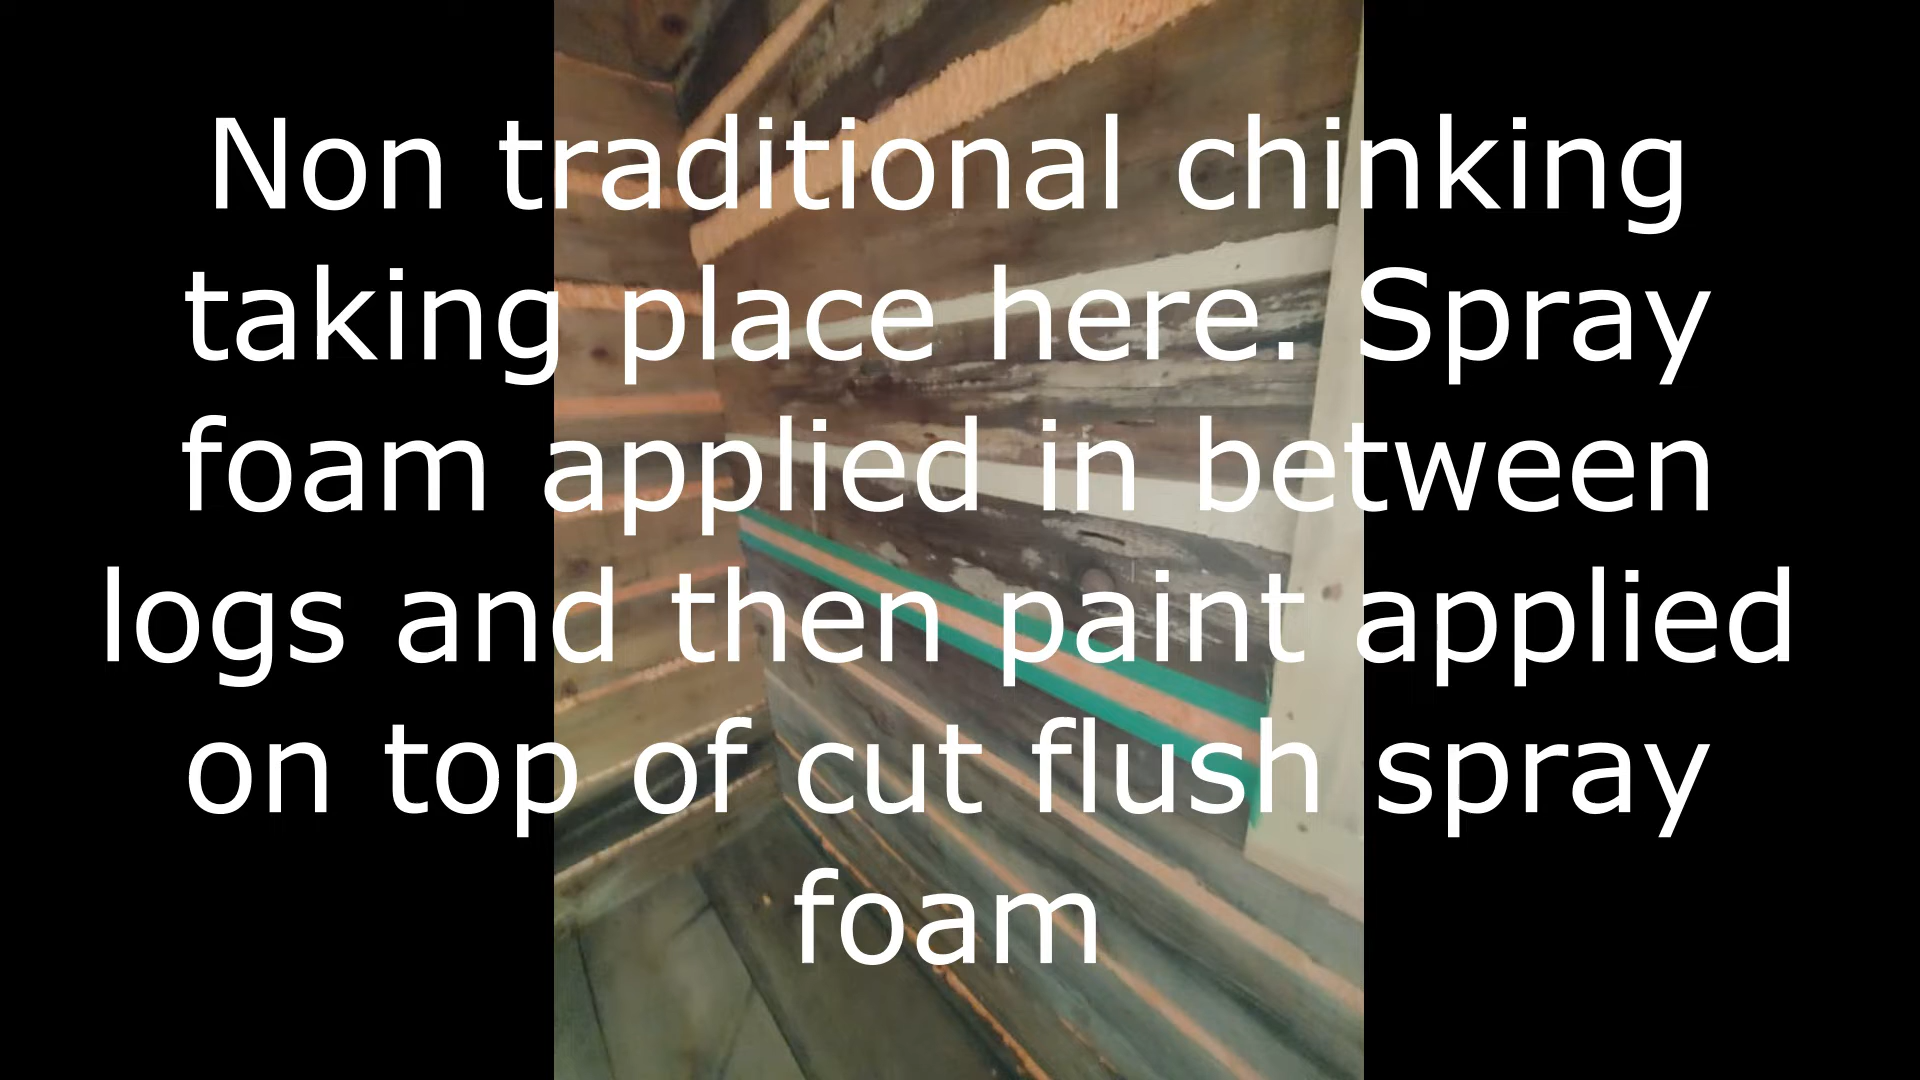 Non traditional chinking
taking place here. Spray
foam applied in between
logs and then paint applied
on top of cut flush spray
foam